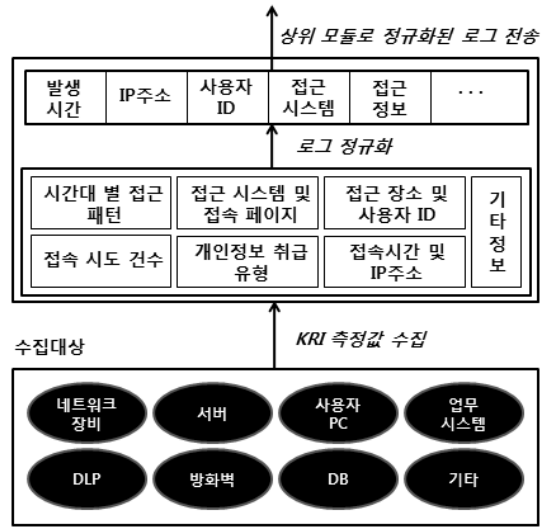 상위 모듈로 정규화된 로그 전송
발생
시간
IP주소
사용자
ID
접근
시스템
접근
정보
...
로그 정규화
시간대 별 접근
패턴
접근 시스템 및
접속 페이지
접근 장소 및
사용자 ID
기
타
정
보
접속 시도 건수
개인정보 취급
유형
접속시간 및
IP주소
KRI 측정값 수집
수집대상
네트워크
장비
서버
사용자
PC
업무
시스템
DLP
방화벽
DB
기타